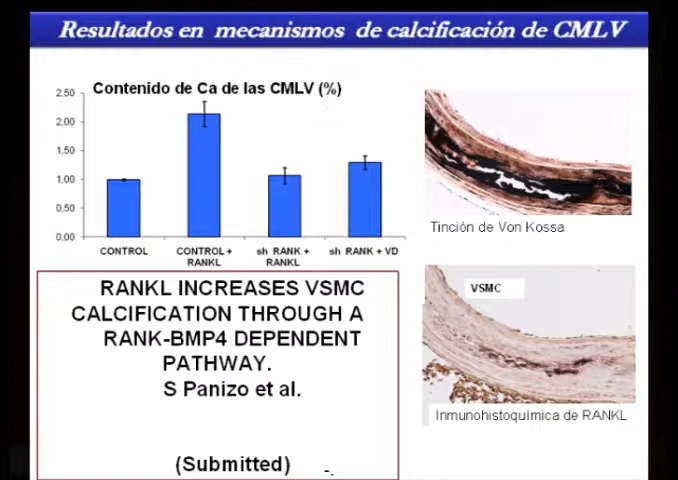 Resultados en mecanismos de calcificación de CMLV
Contenido de Ca de las CMLV (%)
2.50
2.00
1.50
1.00
0.50
0.00
CONTROL
CONTROL +
RANKL
sh RANK +
RANKL
sh RANK + VD
Tinción de Von Kossa
VSMC
Inmunohistoquímica de RANKL
RANKL INCREASES VSMC
CALCIFICATION THROUGH A
RANK-BMP4 DEPENDENT
PATHWAY.
S Panizo et al.
(Submitted)
-.